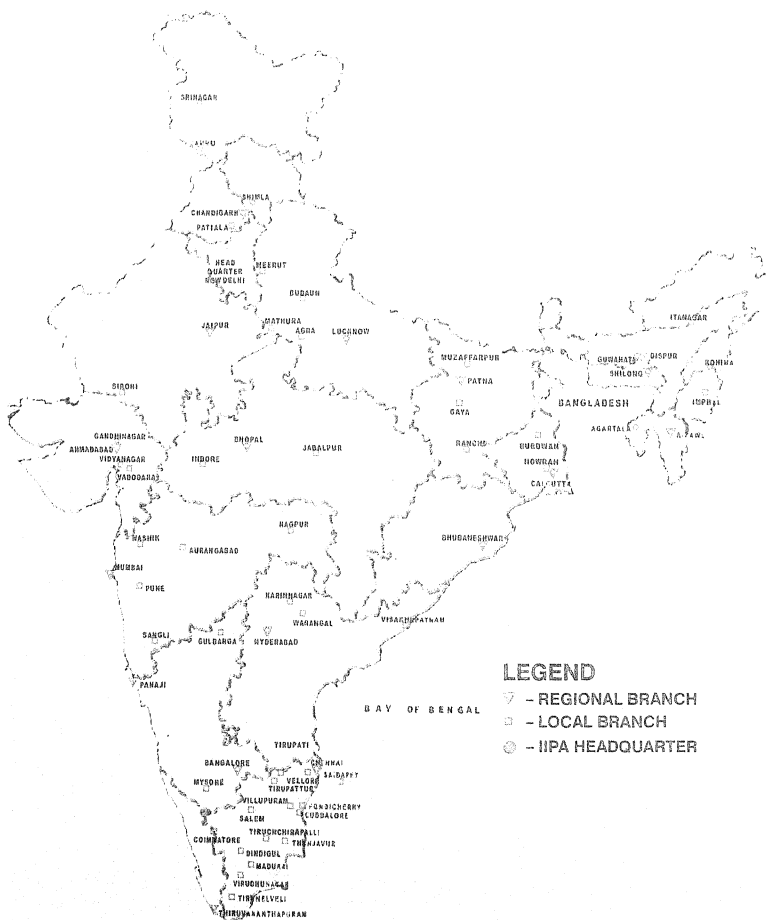 SRINAGAR
SHIMLA
CHANDIGARH
PATIALA
HEAD
QUARTER
NEW DELHI
MEERUT
BUDAUN
JAIPUR
MATHURA
AGRA
LUCKNOW
ITANAGAR
MUZAFFARPUR
GUWAHATI
DISPUR
SHILONG
KOHIMA
PATNA
SIROHI
GAYA
BANGLADESH
IMPHAL
AGARTALA
GANDHINAGAR
AHMADABAD
VIDYANAGAR
VADODARA
BHOPAL
INDORE
JABALPUR
RANCHI
BURDWAN
HOWRAH
CALCUTTA
NASHIK
NAGPUR
AURANGABAD
BHUBANESHWAR
MUMBAI
PUNE
KARIMNAGAR
WARANGAL
VISAKHAPATNAM
SANGLI
GULBARGA
HYDERABAD
PANAJI
LEGEND
– REGIONAL BRANCH
– LOCAL BRANCH
– IIPA HEADQUARTER
BAY OF BENGAL
TIRUPATI
BANGALORE
CHENNAI
MYSORE
VELLORE
TIRUPATTUR
VILLUPURAM
PONDICHERRY
CUDDALORE
SALEM
COIMBATORE
TIRUCHCHIRAPALLI
THANJAVUR
DINDIGUL
MADURAI
VIRUDHUNAGAR
TIRUNELVELI
THIRUVANANTHAPURAM